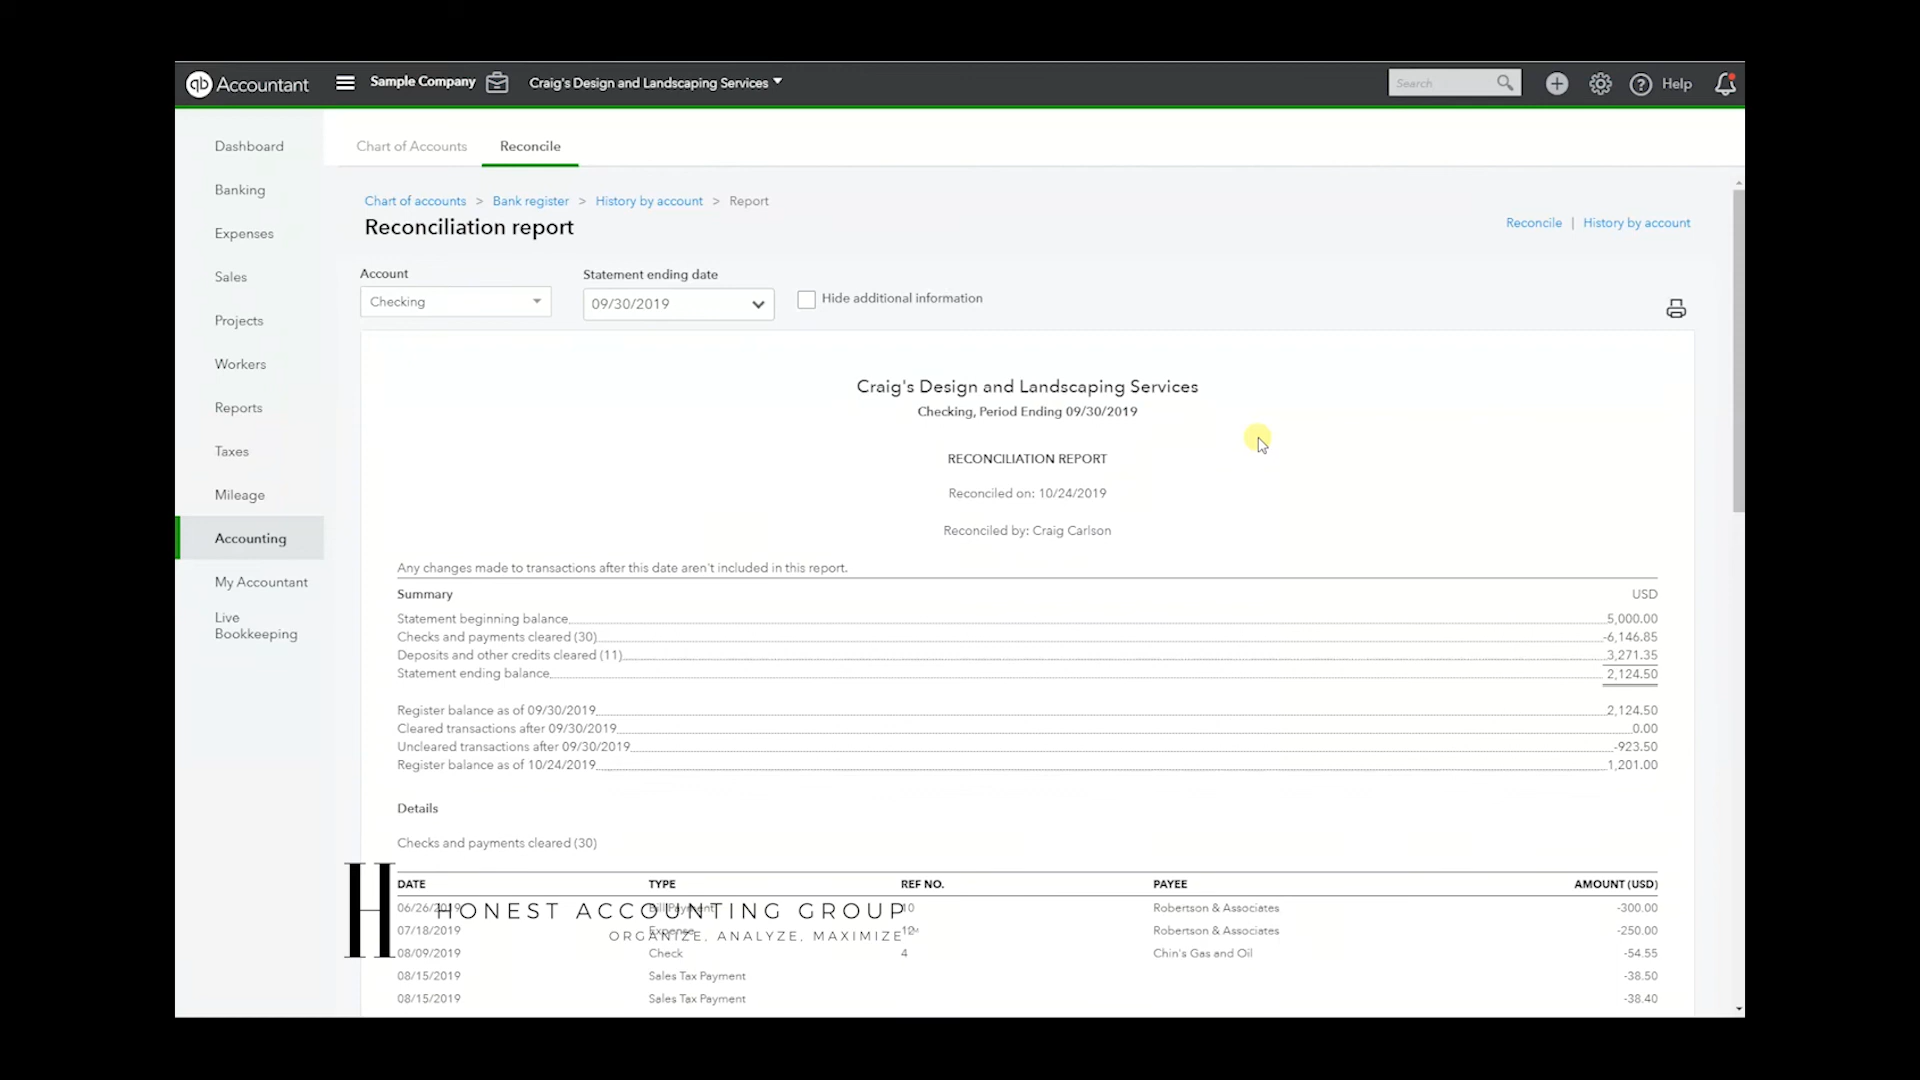 qb Accountant Sample Company Craig's Design and Landscaping Services Search Help
Chart of Accounts Reconcile
Dashboard
Banking
Expenses
Sales
Projects
Workers
Reports
Taxes
Mileage
Accounting
My Accountant
Live
Bookkeeping
Chart of accounts > Bank register > History by account > Report
Reconciliation report
Reconcile | History by account
Account
Checking
Statement ending date
09/30/2019
Hide additional information
Craig's Design and Landscaping Services
Checking, Period Ending 09/30/2019
RECONCILIATION REPORT
Reconciled on: 10/24/2019
Reconciled by: Craig Carlson
Any changes made to transactions after this date aren't included in this report.
Summary USD
Statement beginning balance 5,000.00
Checks and payments cleared (30) -6,146.85
Deposits and other credits cleared (11) 3,271.35
Statement ending balance 2,124.50
Register balance as of 09/30/2019 2,124.50
Cleared transactions after 09/30/2019 0.00
Uncleared transactions after 09/30/2019 -923.50
Register balance as of 10/24/2019 1,201.00
Details
Checks and payments cleared (30)
DATE TYPE REF NO. PAYEE AMOUNT (USD)
06/26/2019 Bill Payment 10 Robertson & Associates -300.00
07/18/2019 Expense 12 Robertson & Associates -250.00
08/09/2019 Check 4 Chin's Gas and Oil -54.55
08/15/2019 Sales Tax Payment -38.50
08/15/2019 Sales Tax Payment -38.40
H
HONEST ACCOUNTING GROUP
ORGANIZE, ANALYZE, MAXIMIZE